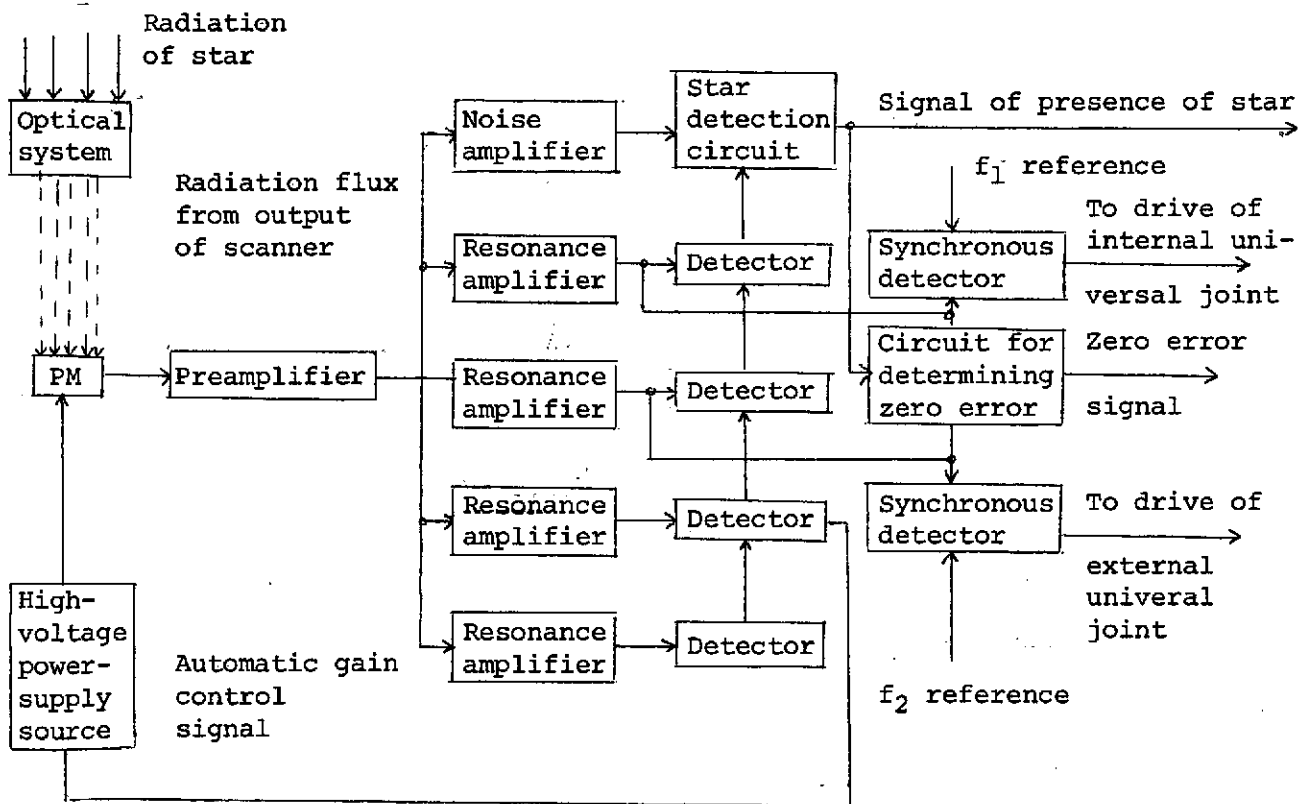 Radiation
of star
Optical
system
Radiation flux
from output
of scanner
PM
Preamplifier
High-
voltage
power-
supply
source
Automatic gain
control
signal
Noise
amplifier
Resonance
amplifier
Resonance
amplifier
Resonance
amplifier
Resonance
amplifier
Star
detection
circuit
Detector
Detector
Detector
Detector
Signal of presence of star
f1 reference
Synchronous
detector
To drive of
internal uni-
versal joint
Circuit for
determining
zero error
Zero error
signal
Synchronous
detector
To drive of
external
univeral
joint
f2 reference